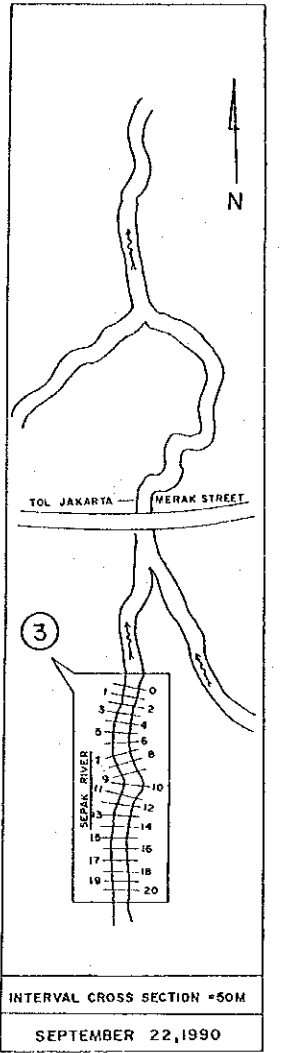 N
TOL JAKARTA — MERAK STREET
3
SEPAK RIVER
1 0
3 2
5 4
7 6
9 8
11 10
13 12
15 14
17 16
19 18
20
INTERVAL CROSS SECTION =50M
SEPTEMBER 22,1990